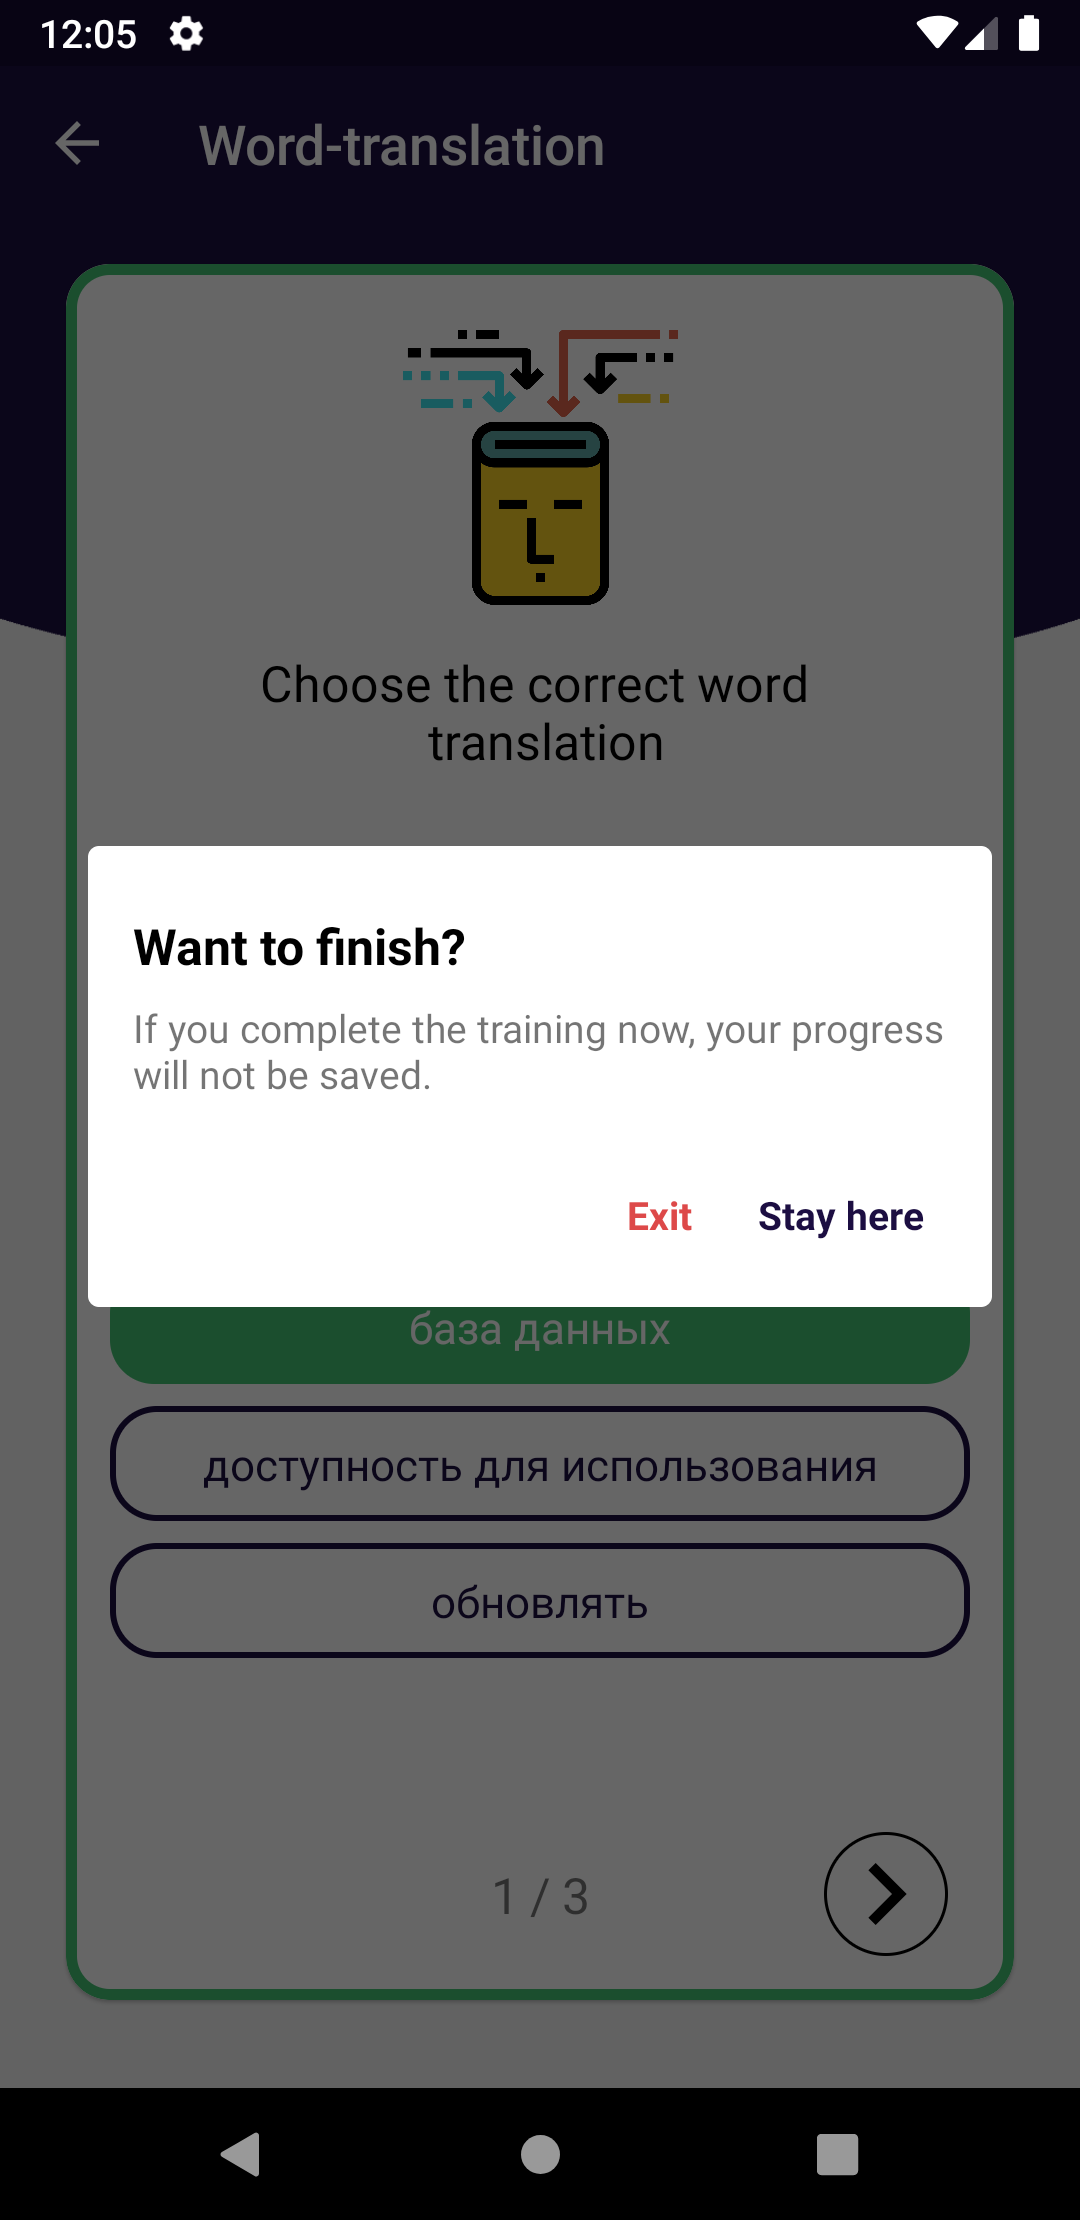 12:05
Word-translation
Choose the correct word
translation
Want to finish?
If you complete the training now, your progress
will not be saved.
Exit
Stay here
база данных
доступность для использования
обновлять
1 / 3